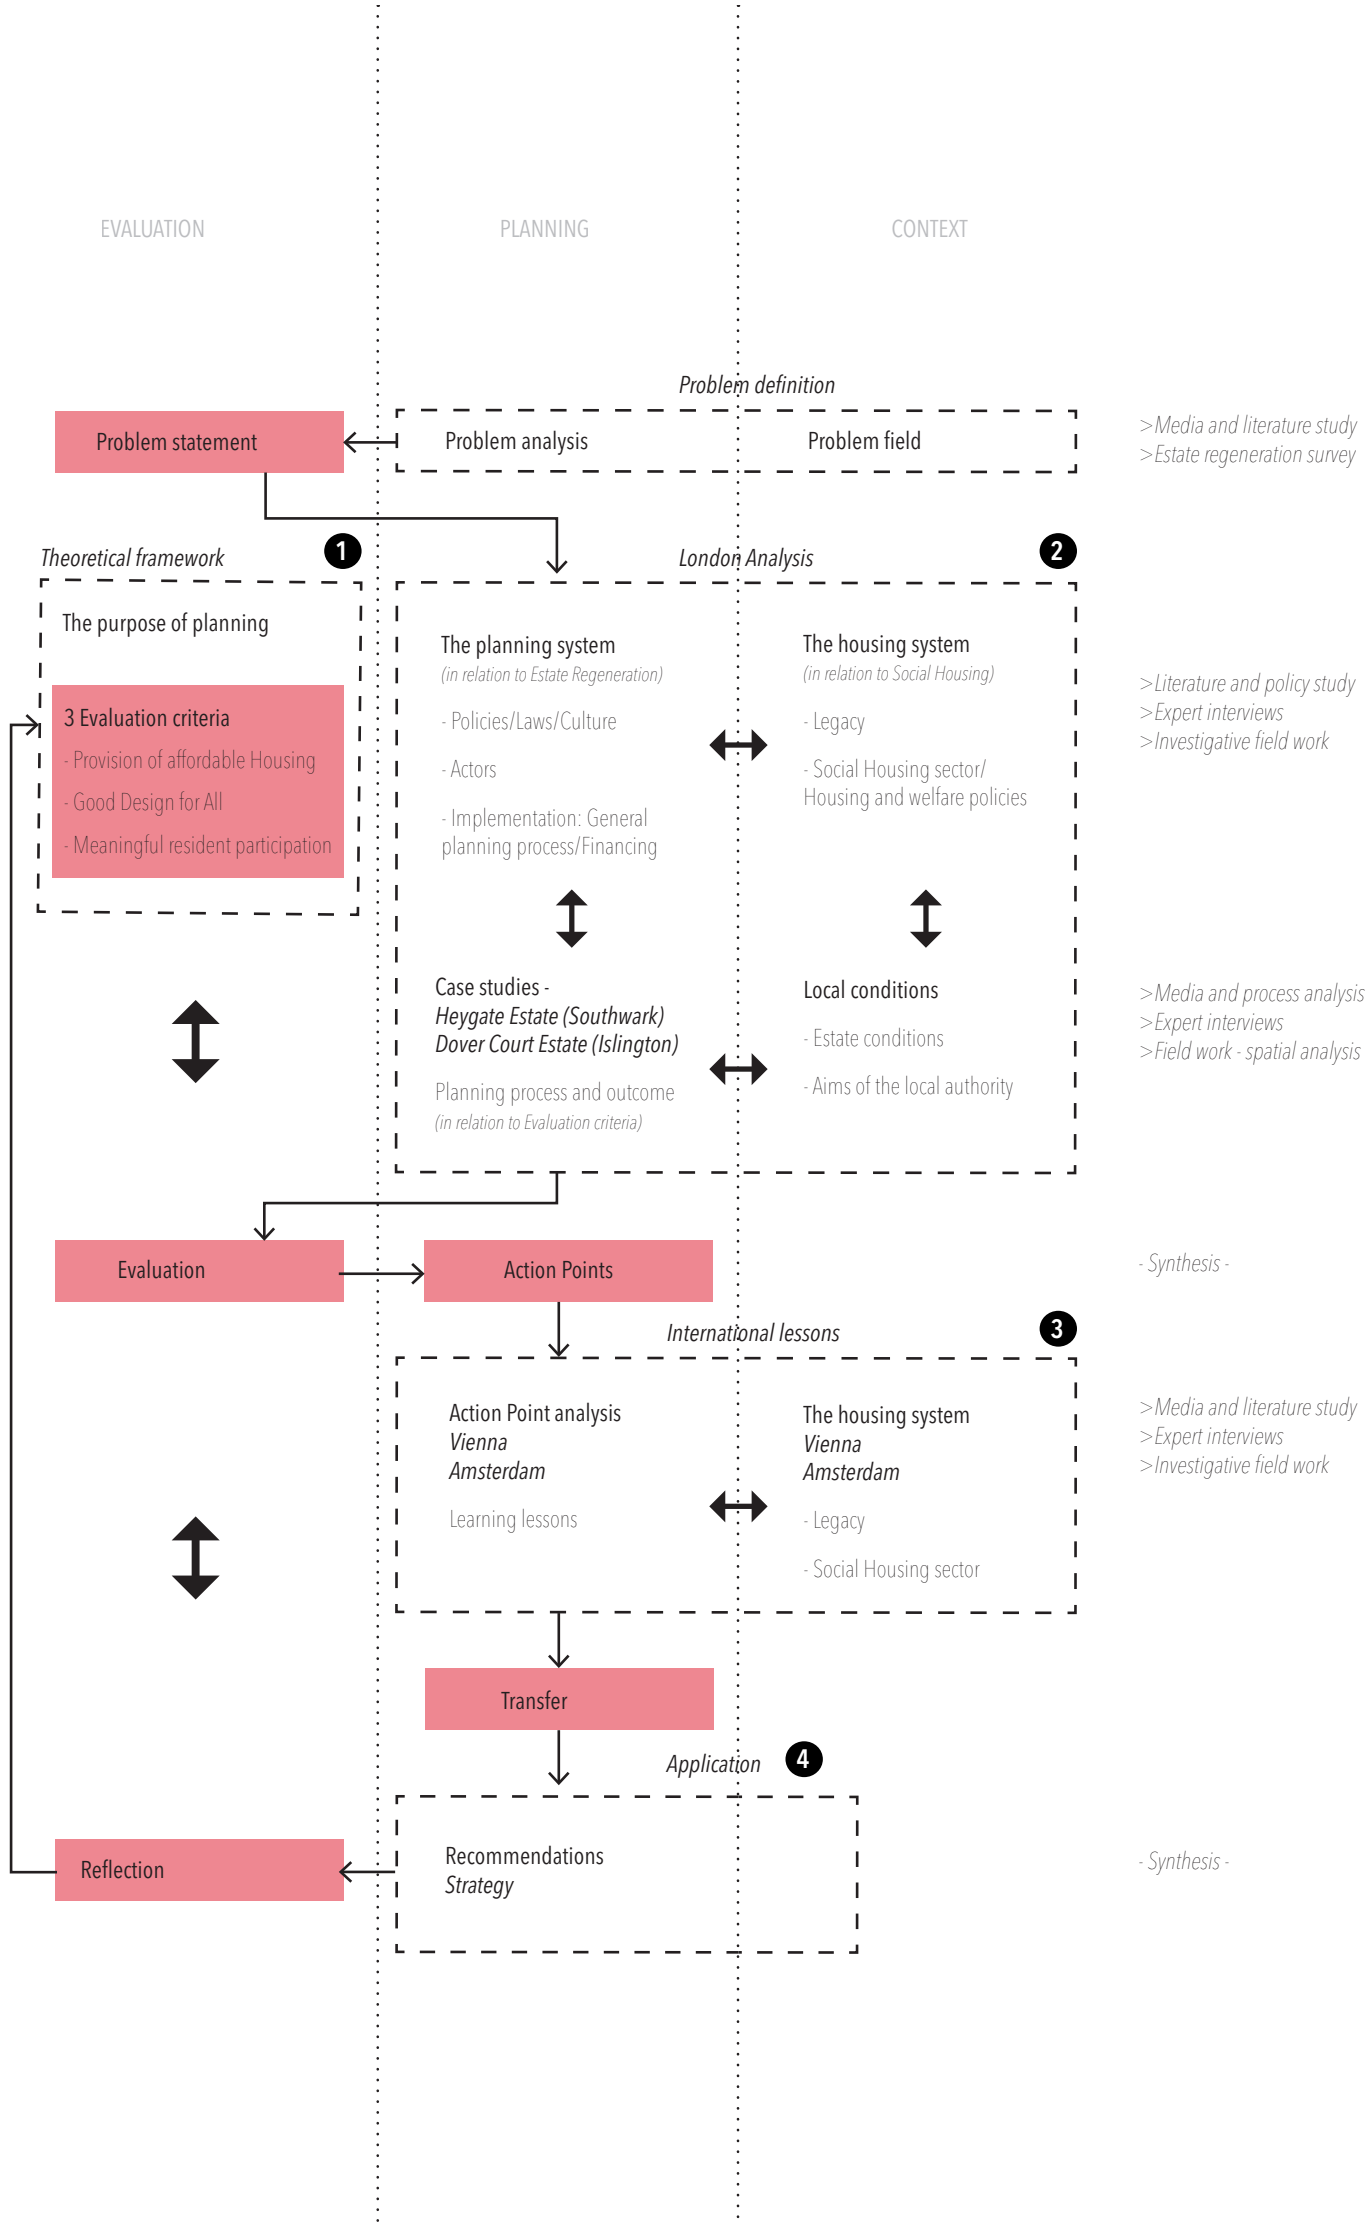 EVALUATION
PLANNING
CONTEXT
Problem definition
Problem statement
Problem analysis
Problem field
>Media and literature study
>Estate regeneration survey
Theoretical framework
1
London Analysis
2
The purpose of planning
3 Evaluation criteria
- Provision of affordable Housing
- Good Design for All
- Meaningful resident participation
The planning system
(in relation to Estate Regeneration)
- Policies/Laws/Culture
- Actors
- Implementation: General
planning process/Financing
The housing system
(in relation to Social Housing)
- Legacy
- Social Housing sector/
Housing and welfare policies
>Literature and policy study
>Expert interviews
>Investigative field work
Case studies -
Heygate Estate (Southwark)
Dover Court Estate (Islington)
Planning process and outcome
(in relation to Evaluation criteria)
Local conditions
- Estate conditions
- Aims of the local authority
>Media and process analysis
>Expert interviews
>Field work - spatial analysis
Evaluation
Action Points
- Synthesis -
International lessons
3
Action Point analysis
Vienna
Amsterdam
Learning lessons
The housing system
Vienna
Amsterdam
- Legacy
- Social Housing sector
>Media and literature study
>Expert interviews
>Investigative field work
Transfer
Application
4
Reflection
Recommendations
Strategy
- Synthesis -